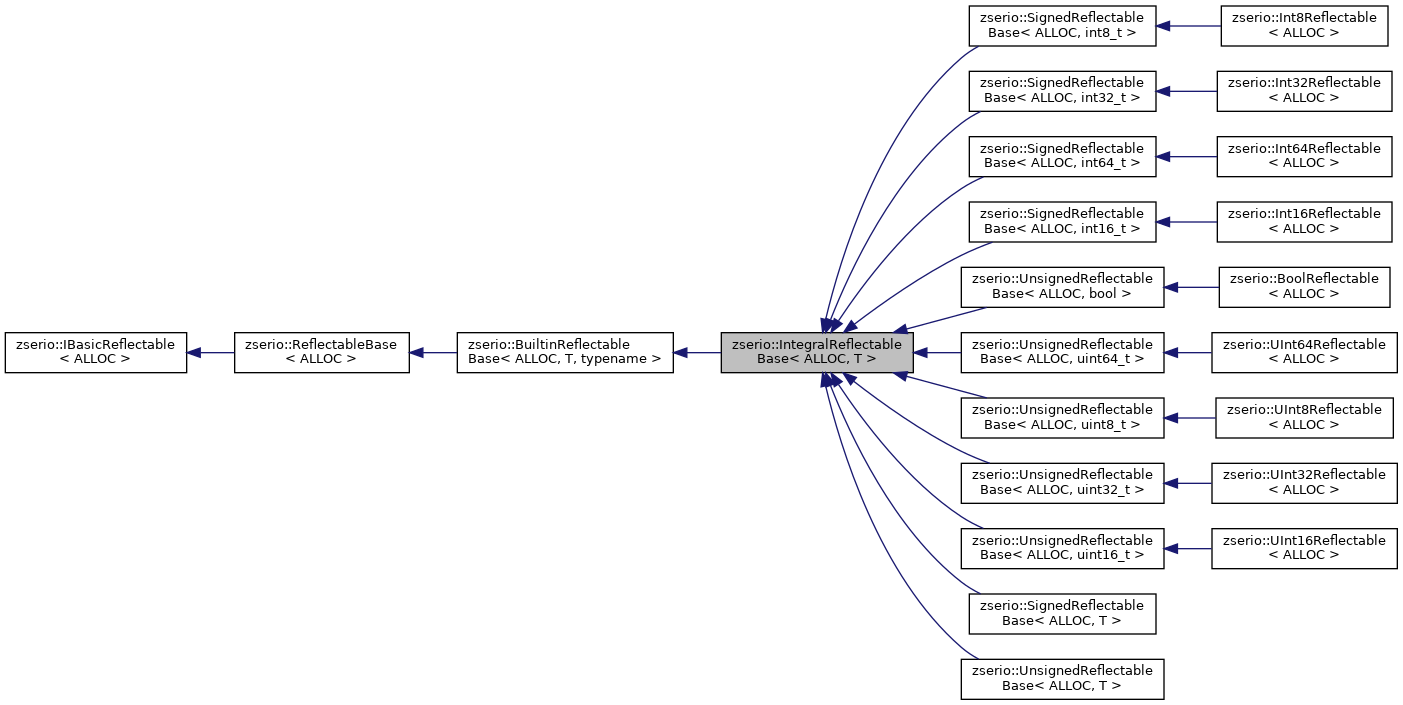 zserio::SignedReflectable
Base< ALLOC, int8_t >
zserio::Int8Reflectable
< ALLOC >
zserio::SignedReflectable
Base< ALLOC, int32_t >
zserio::Int32Reflectable
< ALLOC >
zserio::SignedReflectable
Base< ALLOC, int64_t >
zserio::Int64Reflectable
< ALLOC >
zserio::SignedReflectable
Base< ALLOC, int16_t >
zserio::Int16Reflectable
< ALLOC >
zserio::UnsignedReflectable
Base< ALLOC, bool >
zserio::BoolReflectable
< ALLOC >
zserio::IBasicReflectable
< ALLOC >
zserio::ReflectableBase
< ALLOC >
zserio::BuiltinReflectable
Base< ALLOC, T, typename >
zserio::IntegralReflectable
Base< ALLOC, T >
zserio::UnsignedReflectable
Base< ALLOC, uint64_t >
zserio::UInt64Reflectable
< ALLOC >
zserio::UnsignedReflectable
Base< ALLOC, uint8_t >
zserio::UInt8Reflectable
< ALLOC >
zserio::UnsignedReflectable
Base< ALLOC, uint32_t >
zserio::UInt32Reflectable
< ALLOC >
zserio::UnsignedReflectable
Base< ALLOC, uint16_t >
zserio::UInt16Reflectable
< ALLOC >
zserio::SignedReflectable
Base< ALLOC, T >
zserio::UnsignedReflectable
Base< ALLOC, T >